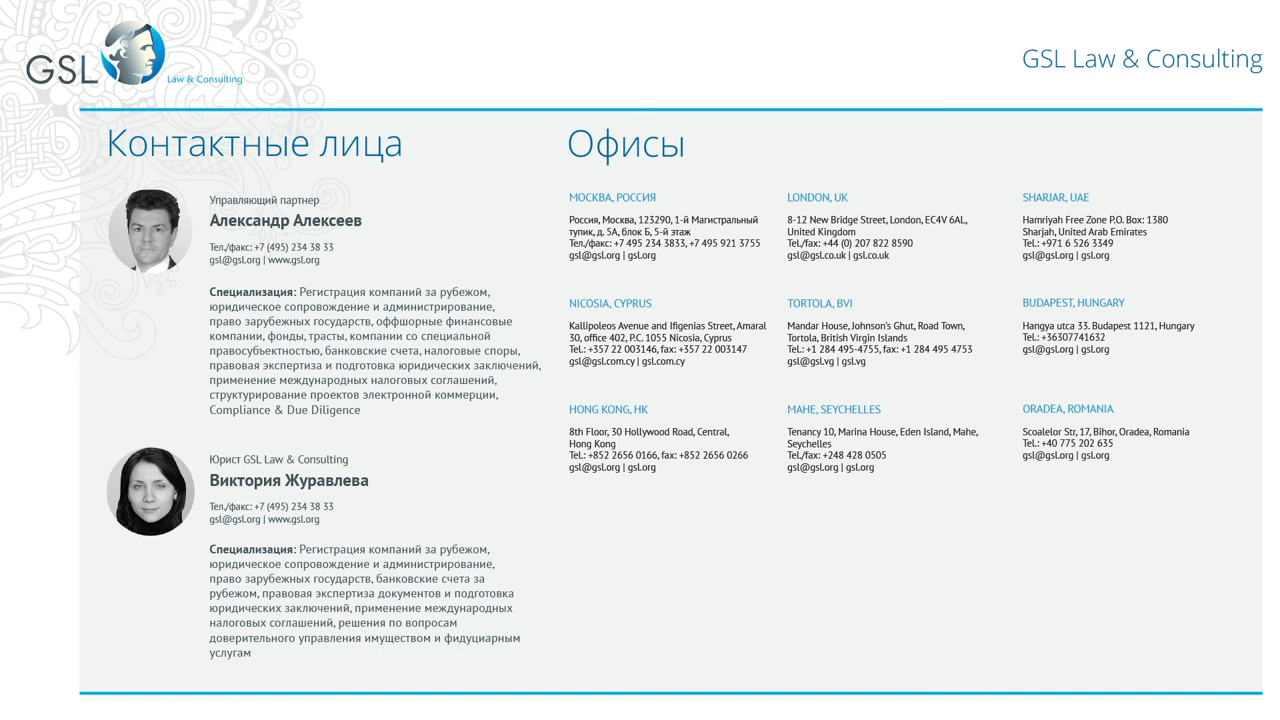 GSL
Law & Consulting
GSL Law & Consulting
Контактные лица
Управляющий партнер
Александр Алексеев
Тел./факс: +7 (495) 234 38 33
gsl@gsl.org | www.gsl.org
Специализация: Регистрация компаний за рубежом,
юридическое сопровождение и администрирование,
право зарубежных государств, оффшорные финансовые
компании, фонды, трасты, компании со специальной
правосубъектностью, банковские счета, налоговые споры,
правовая экспертиза и подготовка юридических заключений,
применение международных налоговых соглашений,
структурирование проектов электронной коммерции,
Compliance & Due Diligence
Юрист GSL Law & Consulting
Виктория Журавлева
Тел./факс: +7 (495) 234 38 33
gsl@gsl.org | www.gsl.org
Специализация: Регистрация компаний за рубежом,
юридическое сопровождение и администрирование,
право зарубежных государств, банковские счета за
рубежом, правовая экспертиза документов и подготовка
юридических заключений, применение международных
налоговых соглашений, решения по вопросам
доверительного управления имуществом и фидуциарным
услугам
Офисы
МОСКВА, РОССИЯ
Россия, Москва, 123290, 1-й Магистральный
тупик, д. 5А, блок Б, 5-й этаж
Тел./факс: +7 495 234 3833, +7 495 921 3755
gsl@gsl.org | gsl.org
LONDON, UK
8-12 New Bridge Street, London, EC4V 6AL,
United Kingdom
Tel./fax: +44 (0) 207 822 8590
gsl@gsl.co.uk | gsl.co.uk
SHARJAR, UAE
Hamriyah Free Zone P.O. Box: 1380
Sharjah, United Arab Emirates
Tel.: +971 6 526 3349
gsl@gsl.org | gsl.org
NICOSIA, CYPRUS
Kallipoleos Avenue and Ifigenias Street, Amaral
30, office 402, P.C. 1055 Nicosia, Cyprus
Tel.: +357 22 003146, fax: +357 22 003147
gsl@gsl.com.cy | gsl.com.cy
TORTOLA, BVI
Mandar House, Johnson's Ghut, Road Town,
Tortola, British Virgin Islands
Tel.: +1 284 495-4755, fax: +1 284 495 4753
gsl@gsl.vg | gsl.vg
BUDAPEST, HUNGARY
Hangya utca 33. Budapest 1121, Hungary
Tel.: +36307741632
gsl@gsl.org | gsl.org
HONG KONG, HK
8th Floor, 30 Hollywood Road, Central,
Hong Kong
Tel.: +852 2656 0166, fax: +852 2656 0266
gsl@gsl.org | gsl.org
MAHE, SEYCHELLES
Tenancy 10, Marina House, Eden Island, Mahe,
Seychelles
Tel./fax: +248 428 0505
gsl@gsl.org | gsl.org
ORADEA, ROMANIA
Scoalelor Str, 17, Bihor, Oradea, Romania
Tel.: +40 775 202 635
gsl@gsl.org | gsl.org